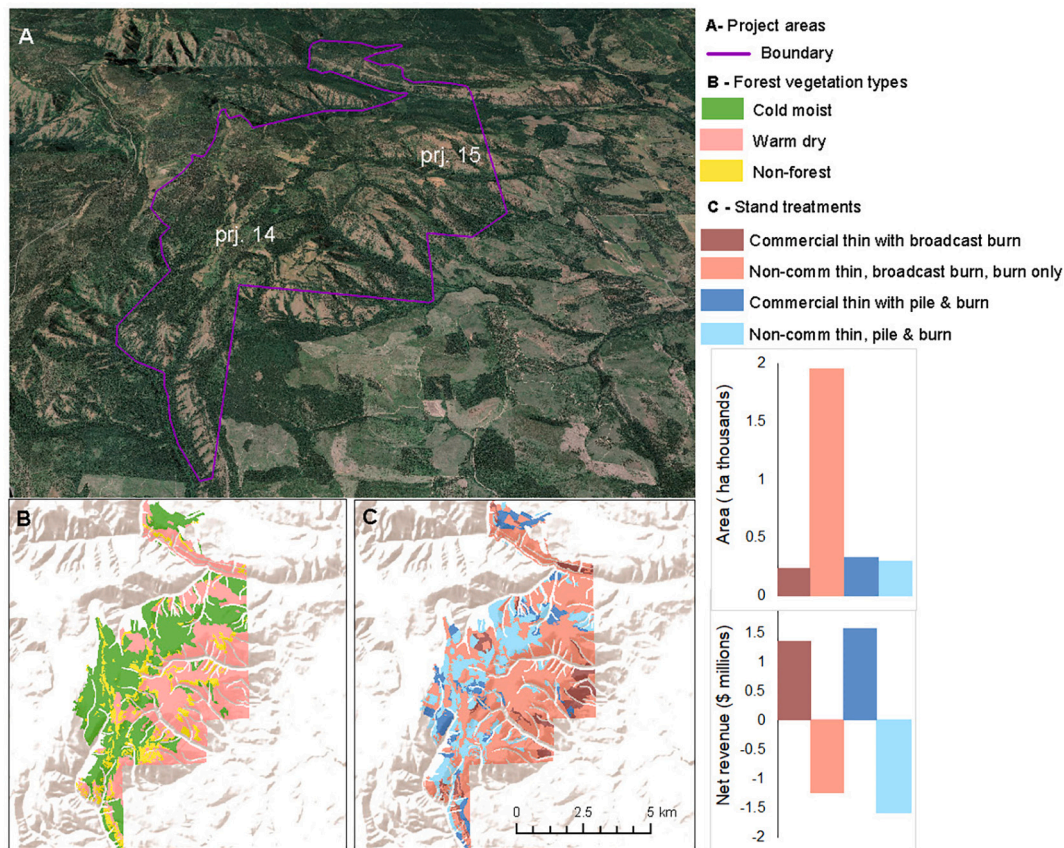 A
prj. 15
prj. 14
A- Project areas
Boundary
B - Forest vegetation types
Cold moist
Warm dry
Non-forest
C - Stand treatments
Commercial thin with broadcast burn
Non-comm thin, broadcast burn, burn only
Commercial thin with pile & burn
Non-comm thin, pile & burn
B
C
0 2.5 5 km
Area ( ha thousands)
2
1.5
1
0.5
0
Net revenue ($ millions)
1.5
1
0.5
0
-0.5
-1
-1.5
-2